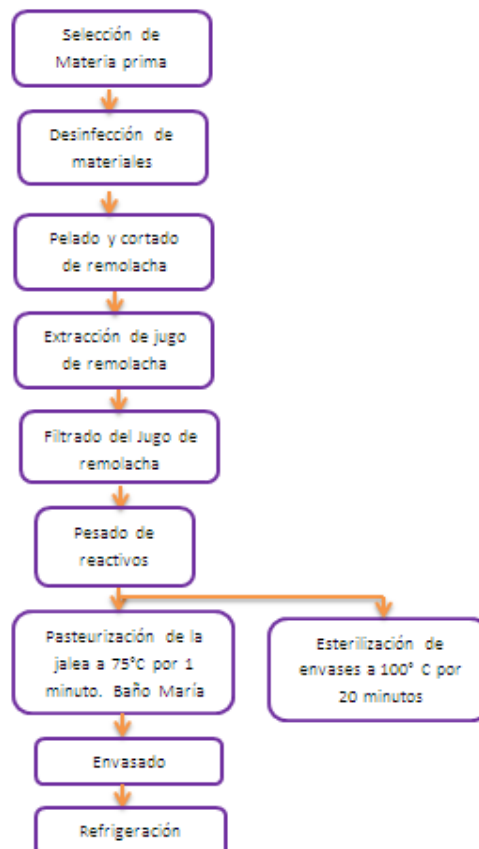 Selección de
Materia prima
Desinfección de
materiales
Pelado y cortado
de remolacha
Extracción de jugo
de remolacha
Filtrado del Jugo de
remolacha
Pesado de
reactivos
Pasteurización de la
jalea a 75°C por 1
minuto. Baño María
Esterilización de
envases a 100° C por
20 minutos
Envasado
Refrigeración